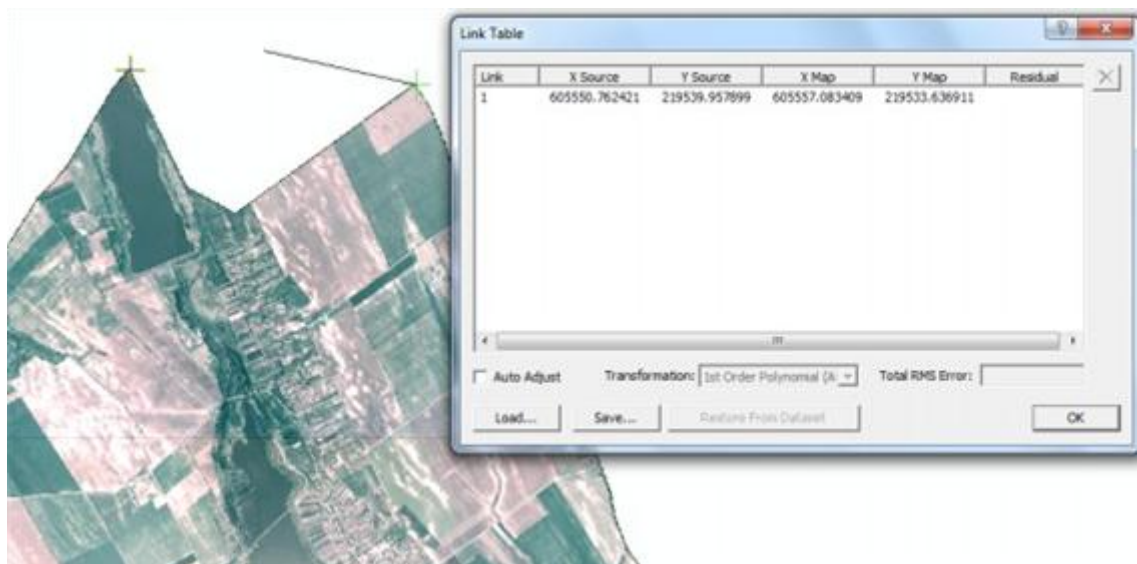 Link Table
Link X Source Y Source X Map Y Map Residual
1 605550.762421 219539.957899 605557.083409 219533.636911
Auto Adjust Transformation: 1st Order Polynomial (A Total RMS Error:
Load... Save... Restore From Dataset OK